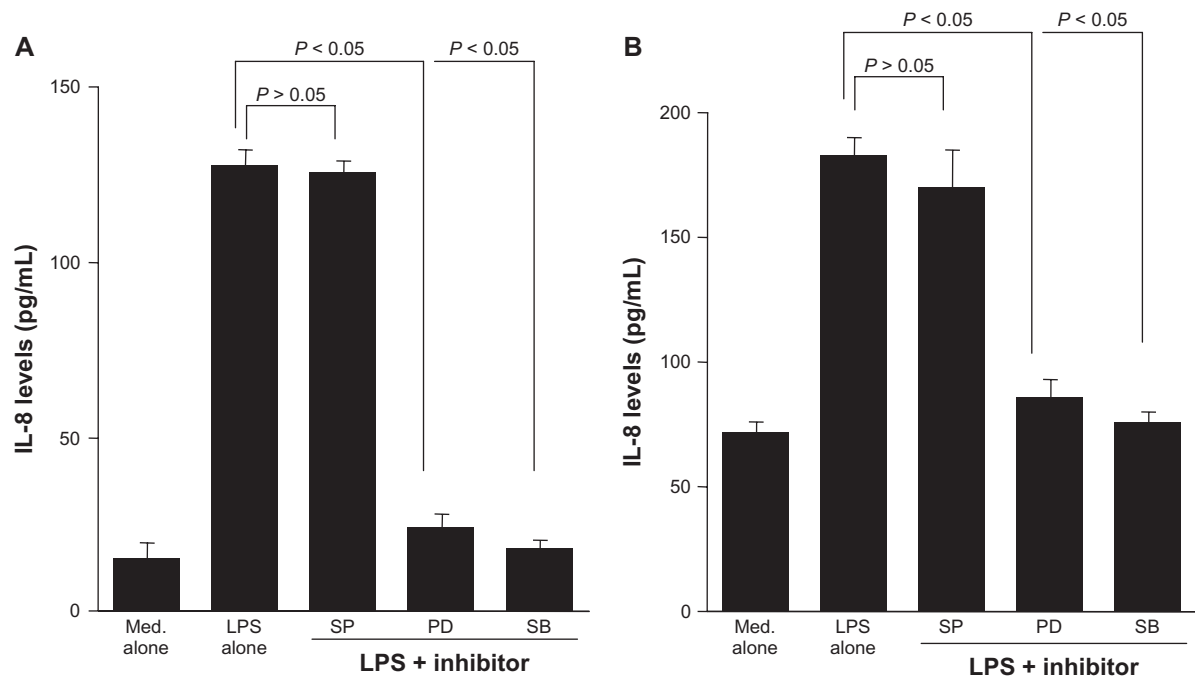 A
P < 0.05
P < 0.05
P > 0.05
150
100
50
0
IL-8 levels (pg/mL)
Med. alone
LPS alone
SP
PD
SB
LPS + inhibitor
B
P < 0.05
P < 0.05
P > 0.05
200
150
100
50
0
IL-8 levels (pg/mL)
Med. alone
LPS alone
SP
PD
SB
LPS + inhibitor